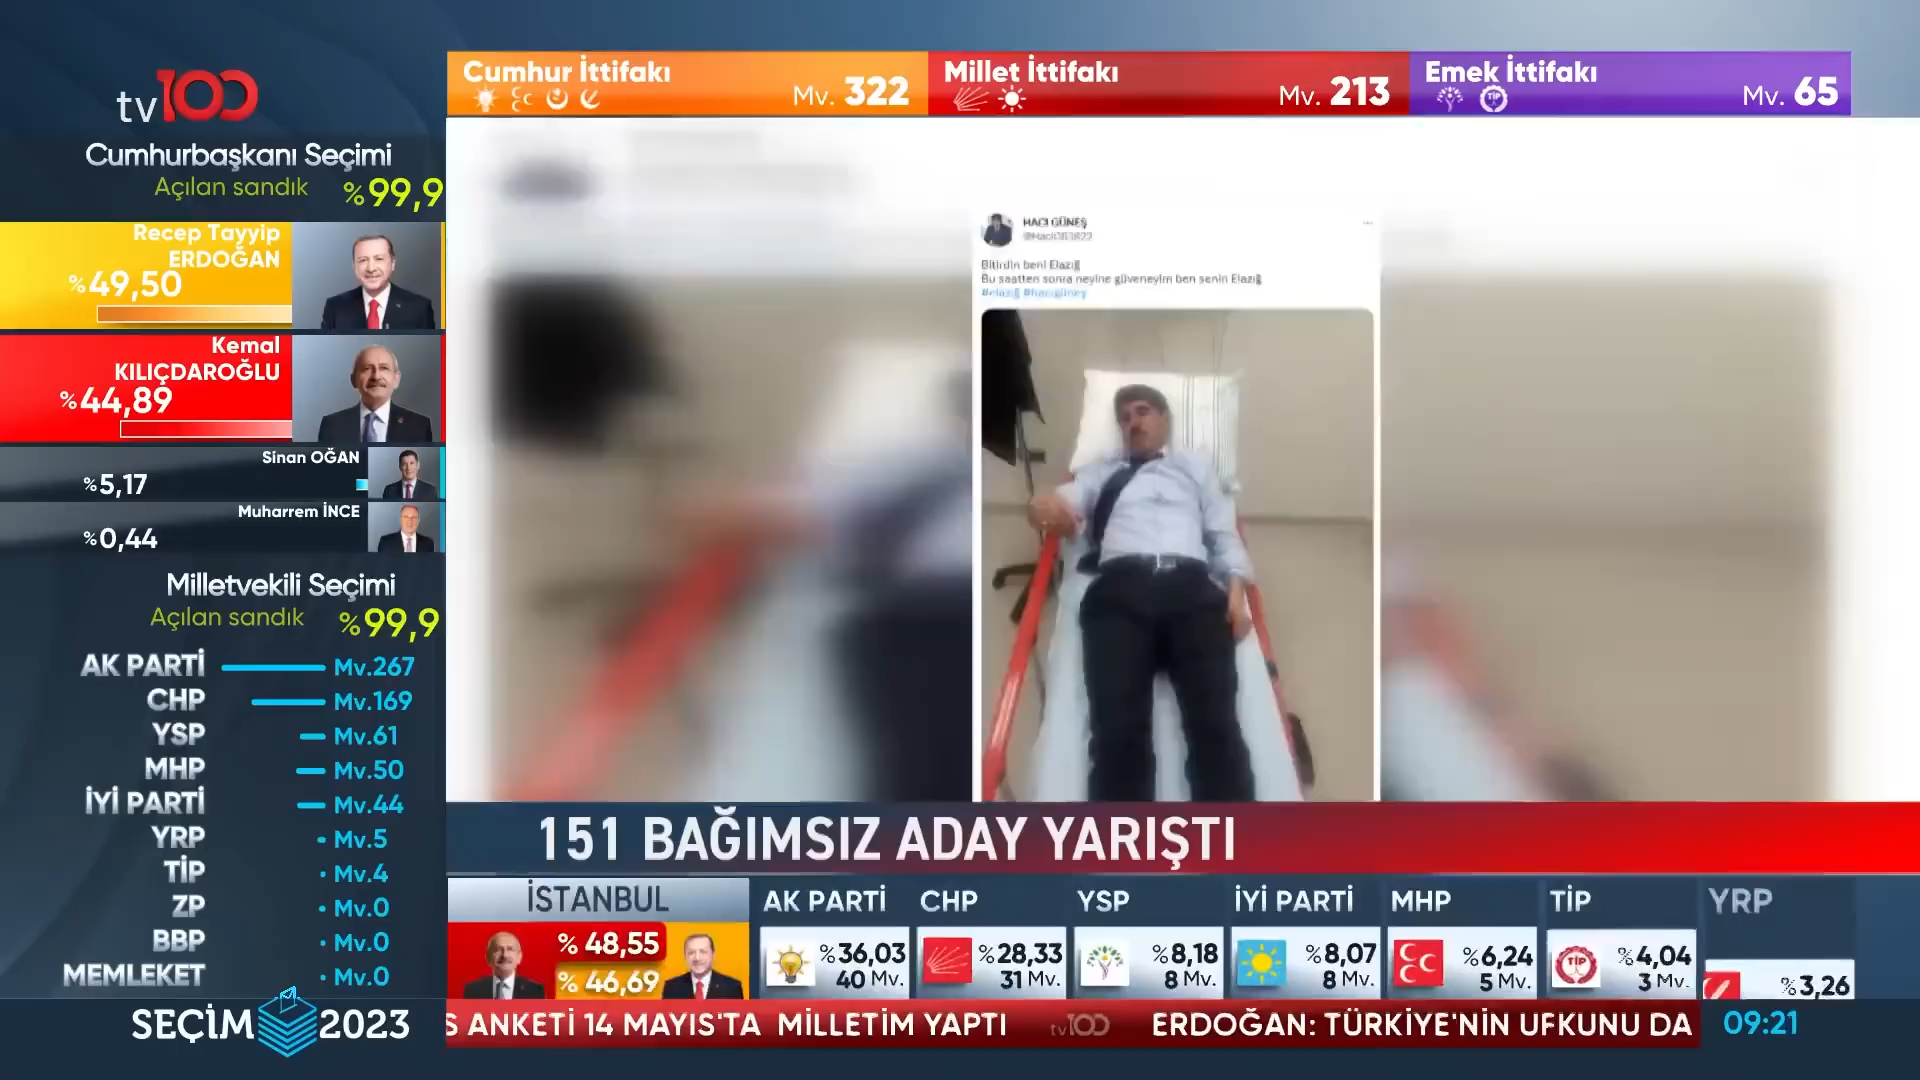 tv100
Cumhurbaşkanı Seçimi
Açılan sandık %99,9
Recep Tayyip
ERDOĞAN
%49,50
Kemal
KILIÇDAROĞLU
%44,89
Sinan OĞAN
%5,17
Muharrem İNCE
%0,44
Milletvekili Seçimi
Açılan sandık %99,9
AK PARTİ Mv.267
CHP Mv.169
YSP Mv.61
MHP Mv.50
İYİ PARTİ Mv.44
YRP Mv.5
TİP Mv.4
ZP Mv.0
BBP Mv.0
MEMLEKET Mv.0
SEÇİM 2023
Cumhur İttifakı Mv. 322
Millet İttifakı Mv. 213
Emek İttifakı Mv. 65
TİP
HACI GÜNEŞ
Bitirdin beni Elazığ
Bu saatten sonra neyine güveneyim ben senin Elazığ
#elazığ #hacıgüneş
151 BAĞIMSIZ ADAY YARIŞTI
İSTANBUL
% 48,55
% 46,69
AK PARTİ
%36,03
40 Mv.
CHP
%28,33
31 Mv.
YSP
%8,18
8 Mv.
İYİ PARTİ
%8,07
8 Mv.
MHP
%6,24
5 Mv.
TİP
TİP
%4,04
3 Mv.
YRP
%3,26
S ANKETİ 14 MAYIS'TA MİLLETİM YAPTI tv100 ERDOĞAN: TÜRKİYE'NİN UFKUNU DA
09:21